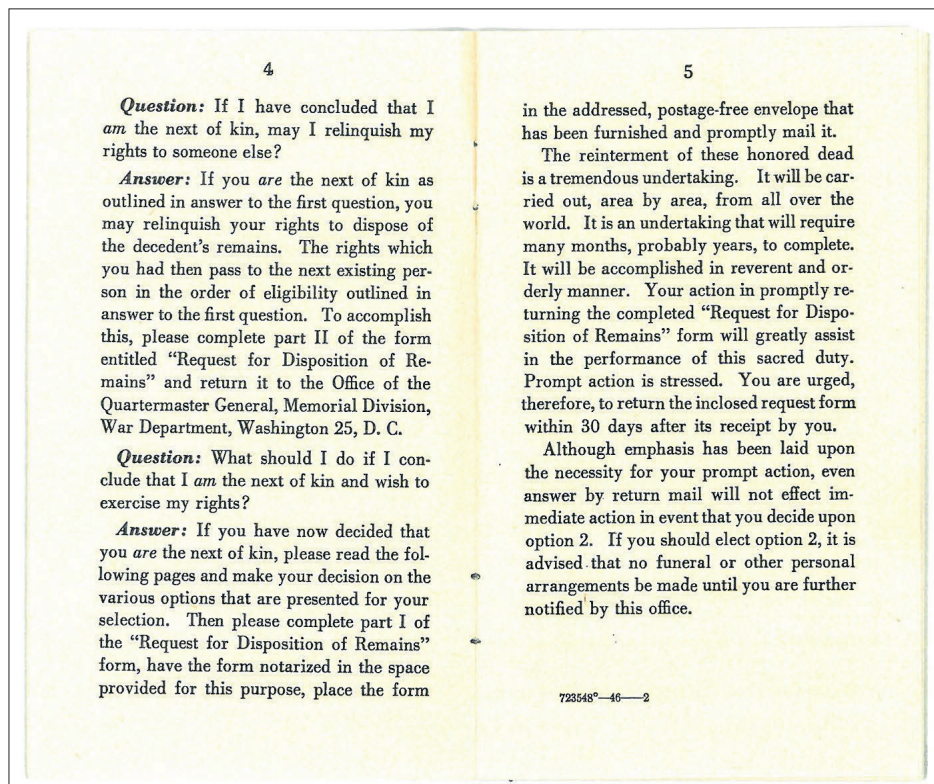 4
Question: If I have concluded that I
am the next of kin, may I relinquish my
rights to someone else?
Answer: If you are the next of kin as
outlined in answer to the first question, you
may relinquish your rights to dispose of
the decedent's remains. The rights which
you had then pass to the next existing per-
son in the order of eligibility outlined in
answer to the first question. To accomplish
this, please complete part II of the form
entitled “Request for Disposition of Re-
mains” and return it to the Office of the
Quartermaster General, Memorial Division,
War Department, Washington 25, D. C.
Question: What should I do if I con-
clude that I am the next of kin and wish to
exercise my rights?
Answer: If you have now decided that
you are the next of kin, please read the fol-
lowing pages and make your decision on the
various options that are presented for your
selection. Then please complete part I of
the “Request for Disposition of Remains”
form, have the form notarized in the space
provided for this purpose, place the form
5
in the addressed, postage-free envelope that
has been furnished and promptly mail it.
The reinterment of these honored dead
is a tremendous undertaking. It will be car-
ried out, area by area, from all over the
world. It is an undertaking that will require
many months, probably years, to complete.
It will be accomplished in reverent and or-
derly manner. Your action in promptly re-
turning the completed “Request for Dispo-
sition of Remains” form will greatly assist
in the performance of this sacred duty.
Prompt action is stressed. You are urged,
therefore, to return the inclosed request form
within 30 days after its receipt by you.
Although emphasis has been laid upon
the necessity for your prompt action, even
answer by return mail will not effect im-
mediate action in event that you decide upon
option 2. If you should elect option 2, it is
advised that no funeral or other personal
arrangements be made until you are further
notified by this office.
723548°—46——2